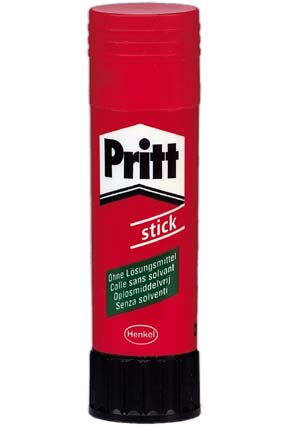 Pritt
stick
Ohne Lösungsmittel
Colle sans solvant
Oplosmiddelvrij
Senza solventi
Henkel